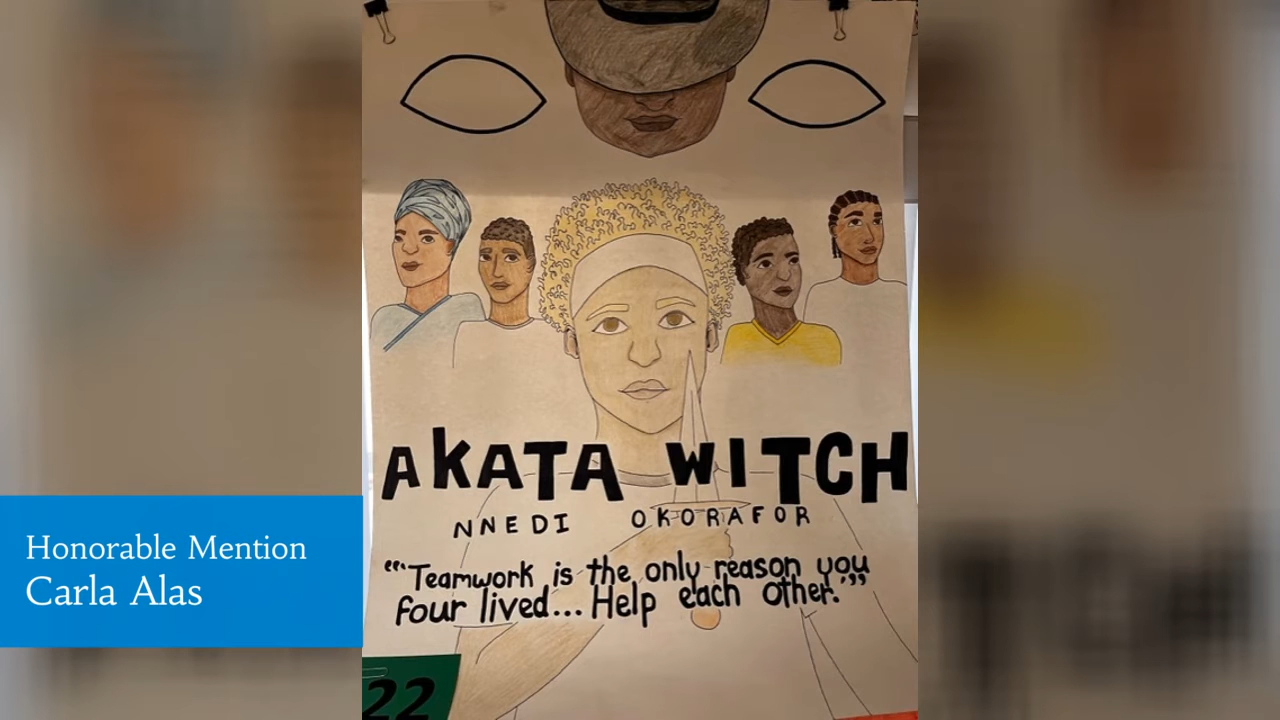 AKATA WITCH
NNEDI OKORAFOR
"“Teamwork is the only reason you
four lived... Help each other.”"
22
Honorable Mention
Carla Alas